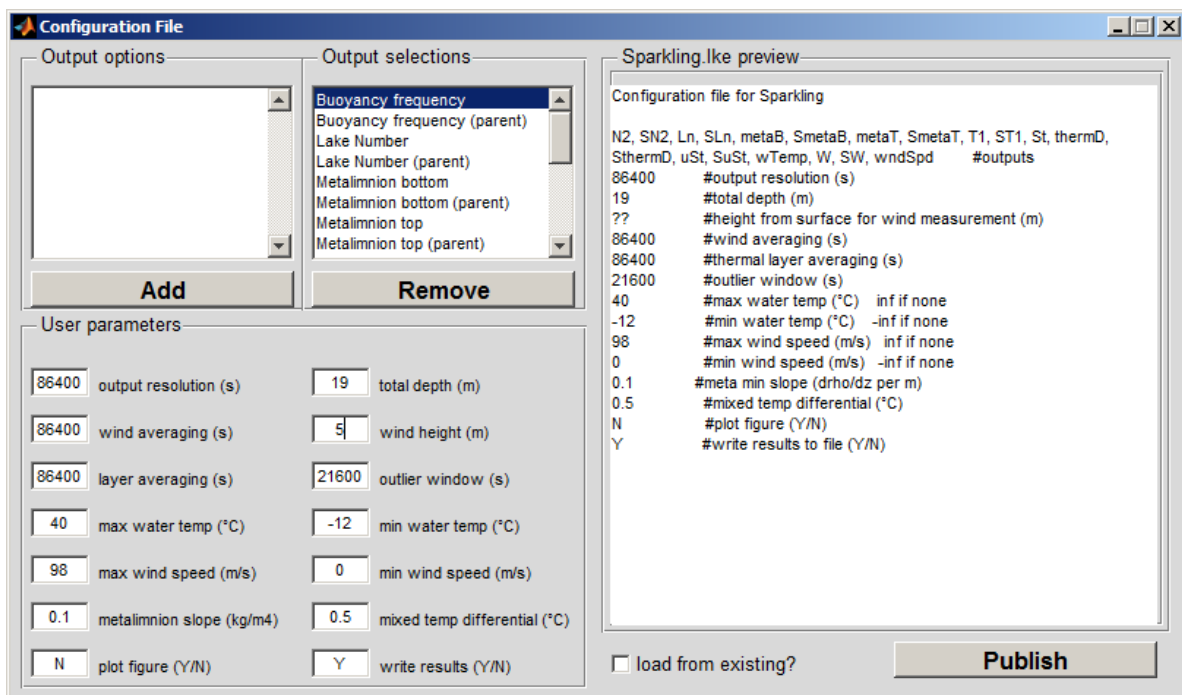 Configuration File
Output options
Output selections
Buoyancy frequency
Buoyancy frequency (parent)
Lake Number
Lake Number (parent)
Metalimnion bottom
Metalimnion bottom (parent)
Metalimnion top
Metalimnion top (parent)
Add
Remove
User parameters
86400 output resolution (s)
19 total depth (m)
86400 wind averaging (s)
5 wind height (m)
86400 layer averaging (s)
21600 outlier window (s)
40 max water temp (°C)
-12 min water temp (°C)
98 max wind speed (m/s)
0 min wind speed (m/s)
0.1 metalimnion slope (kg/m4)
0.5 mixed temp differential (°C)
N plot figure (Y/N)
Y write results (Y/N)
Sparkling.lke preview
Configuration file for Sparkling
N2, SN2, Ln, SLn, metaB, SmetaB, metaT, SmetaT, T1, ST1, St, thermD,
SthermD, uSt, SuSt, wTemp, W, SW, wndSpd #outputs
86400 #output resolution (s)
19 #total depth (m)
?? #height from surface for wind measurement (m)
86400 #wind averaging (s)
86400 #thermal layer averaging (s)
21600 #outlier window (s)
40 #max water temp (°C) inf if none
-12 #min water temp (°C) -inf if none
98 #max wind speed (m/s) inf if none
0 #min wind speed (m/s) -inf if none
0.1 #meta min slope (drho/dz per m)
0.5 #mixed temp differential (°C)
N #plot figure (Y/N)
Y #write results to file (Y/N)
load from existing?
Publish